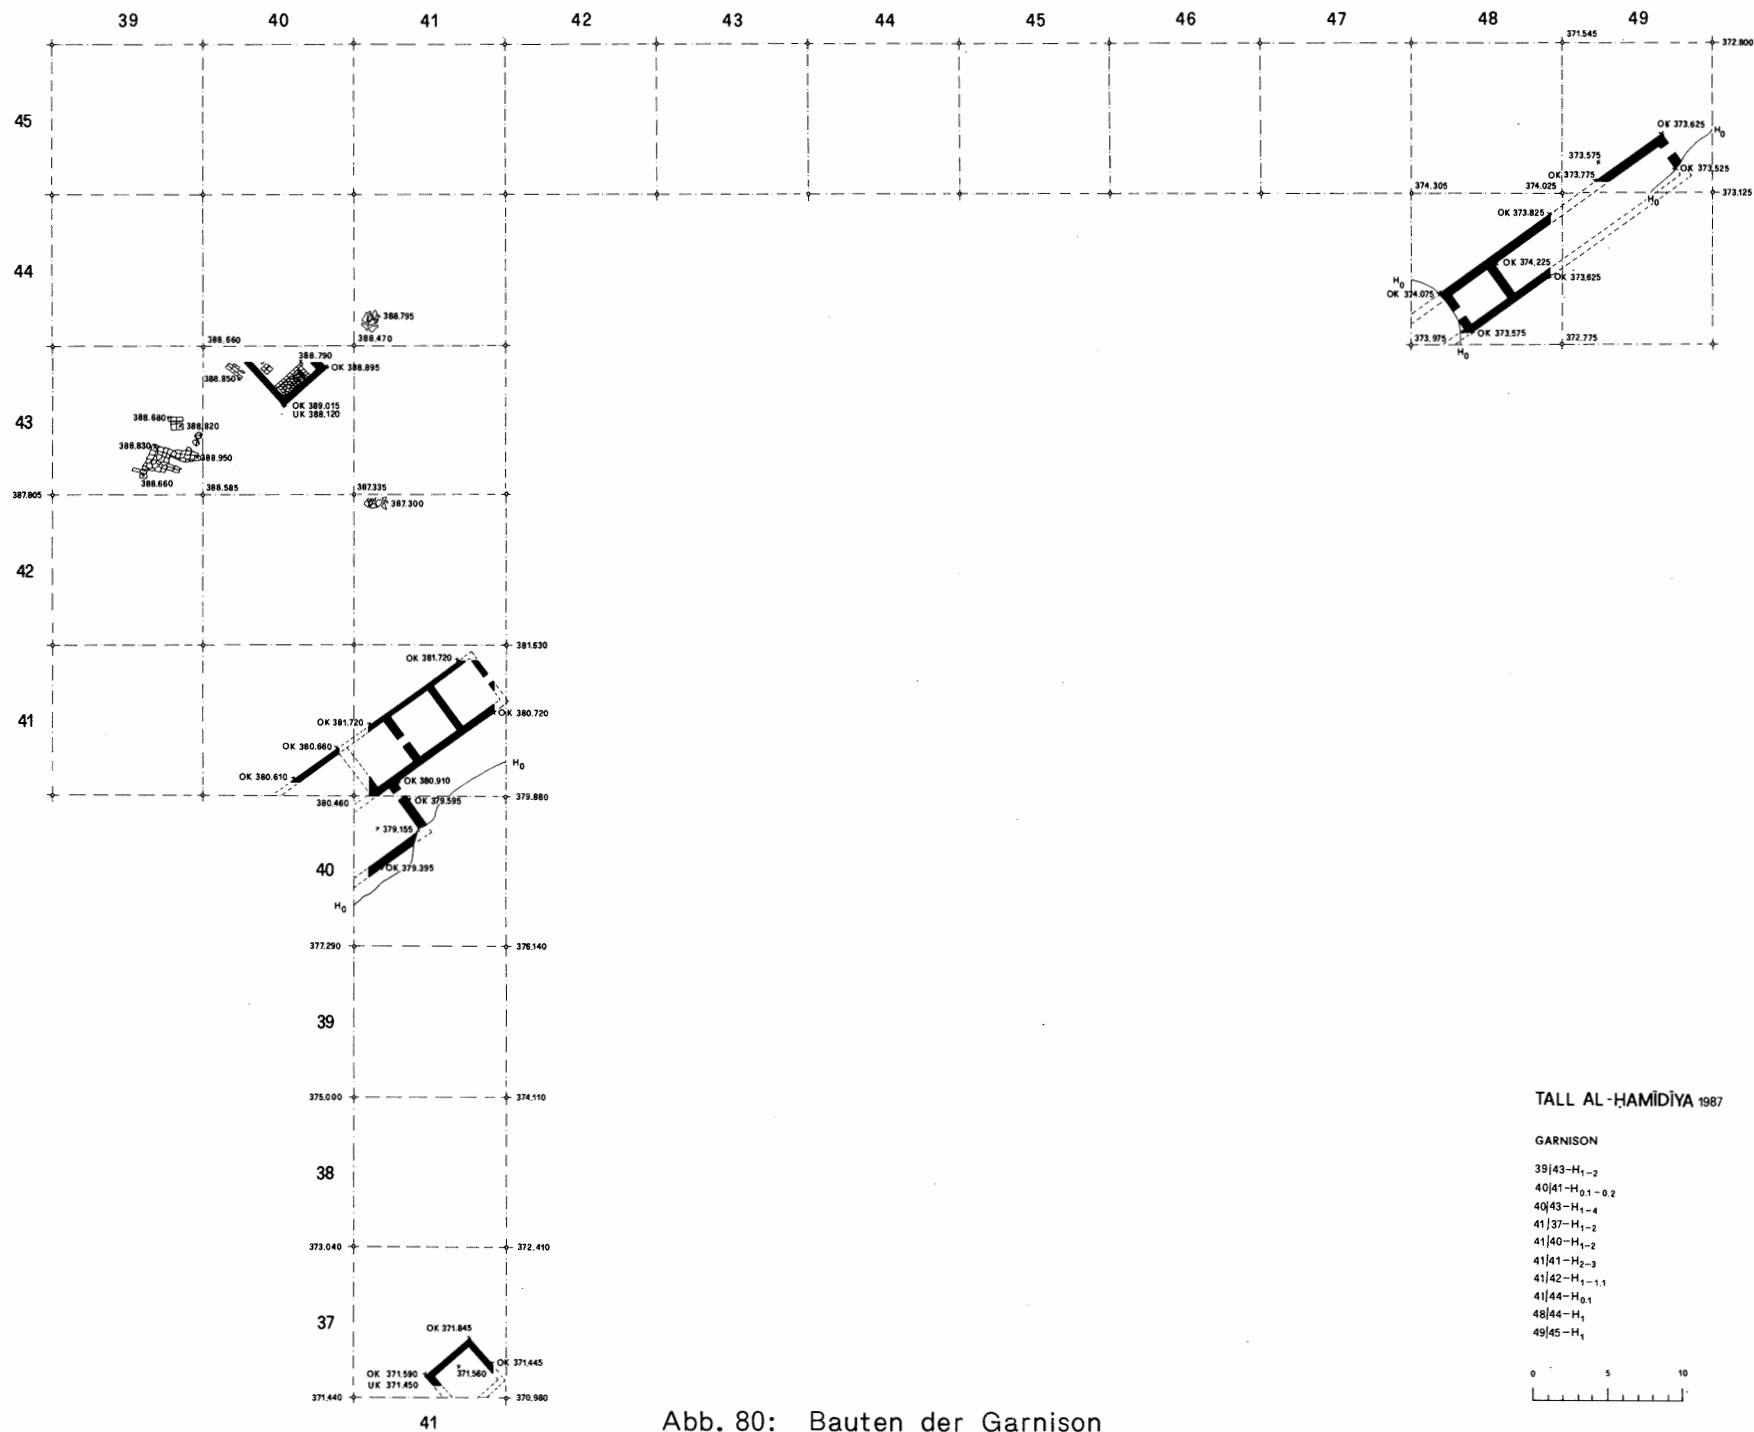 39 40 41 42 43 44 45 46 47 48 49
371.545
372.800
45
OK 373.625
H0
373.575
OK 373.775
OK 373.525
374.305
374.025
373.125
H0
OK 373.825
44
OK 374.225
H0
OK 373.625
OK 374.075
388.795
OK 373.575
388.660
388.470
373.975
372.775
H0
388.790
388.850
OK 388.895
OK 389.015
UK 388.120
43
388.680
388.820
388.830
388.950
388.660
387.805
388.585
387.335
387.300
42
381.630
OK 381.720
41
OK 381.720
OK 380.720
OK 380.660
H0
OK 380.610
OK 380.910
380.460
OK 379.595
379.880
379.155
40
OK 379.395
H0
377.290
376.140
39
375.000
374.110
38
373.040
372.410
37
OK 371.845
OK 371.445
OK 371.590
371.560
UK 371.450
371.440
370.980
41
TALL AL-ḤAMĪDĪYA 1987
GARNISON
39/43-H1-2
40/41-H0.1-0.2
40/43-H1-4
41/37-H1-2
41/40-H1-2
41/41-H2-3
41/42-H1-1.1
41/44-H0.1
48/44-H1
49/45-H1
0 5 10
Abb. 80: Bauten der Garnison